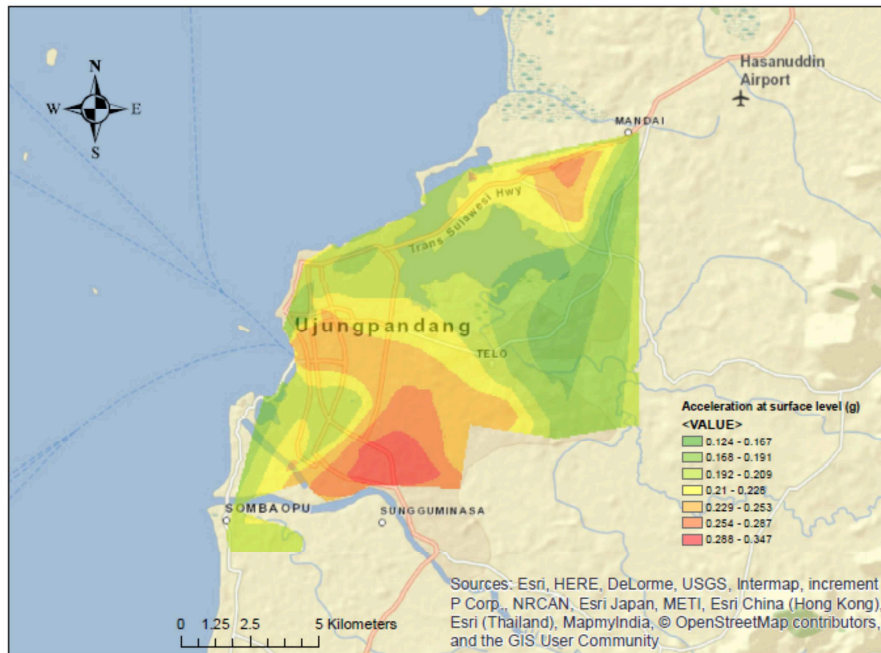 N
W E
S
Hasanuddin
Airport
MANDAI
Trans Sulawesi Hwy
Ujungpandang
TELO
Acceleration at surface level (g)
<VALUE>
0.124 - 0.167
0.168 - 0.191
0.192 - 0.209
0.21 - 0.228
0.229 - 0.253
0.254 - 0.287
0.288 - 0.347
SOMBAOPU
SUNGGUMINASA
Sources: Esri, HERE, DeLorme, USGS, Intermap, increment
P Corp., NRCAN, Esri Japan, METI, Esri China (Hong Kong),
Esri (Thailand), MapmyIndia, © OpenStreetMap contributors,
and the GIS User Community
0 1.25 2.5 5 Kilometers